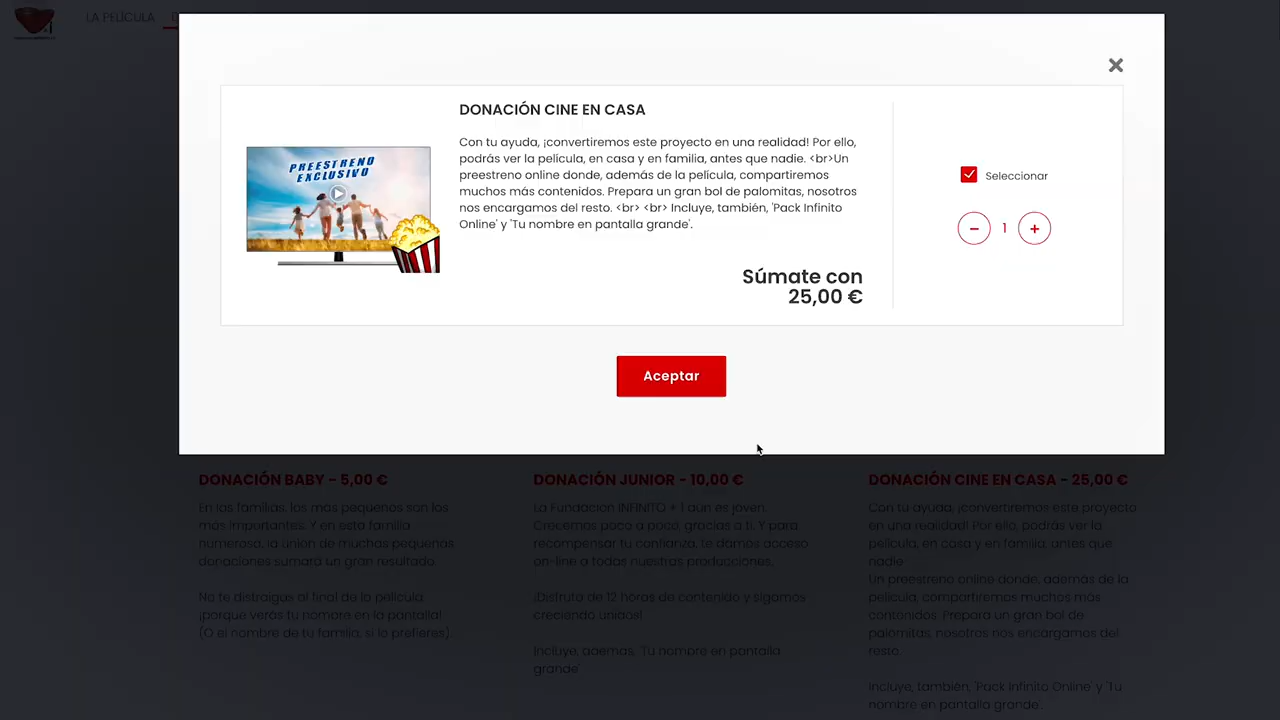 LA PELÍCULA
DONACIÓN CINE EN CASA
Con tu ayuda, ¡convertiremos este proyecto en una realidad! Por ello,
podrás ver la película, en casa y en familia, antes que nadie. <br>Un
preestreno online donde, además de la película, compartiremos
muchos más contenidos. Prepara un gran bol de palomitas, nosotros
nos encargamos del resto. <br> <br> Incluye, también, 'Pack Infinito
Online' y 'Tu nombre en pantalla grande'.
PREESTRENO
EXCLUSIVO
Súmate con
25,00 €
Seleccionar
1
Aceptar
DONACIÓN BABY - 5,00 €
En las familias, los más pequeños son los
más importantes. Y en esta familia
numerosa, la unión de muchas pequeñas
donaciones sumará un gran resultado.
No te distraigas al final de la película,
¡porque verás tu nombre en la pantalla!
(O el nombre de tu familia, si lo prefieres).
DONACIÓN JUNIOR - 10,00 €
La Fundación INFINITO + 1 aún es joven.
Crecemos poco a poco, gracias a ti. Y para
recompensar tu confianza, te damos acceso
on-line a todas nuestras producciones.
¡Disfruta de 12 horas de contenido y sigamos
creciendo unidos!
Incluye, además, 'Tu nombre en pantalla
grande'
DONACIÓN CINE EN CASA - 25,00 €
Con tu ayuda, ¡convertiremos este proyecto
en una realidad! Por ello, podrás ver la
película, en casa y en familia, antes que
nadie.
Un preestreno online donde, además de la
película, compartiremos muchos más
contenidos. Prepara un gran bol de
palomitas, nosotros nos encargamos del
resto.
Incluye, también, 'Pack Infinito Online' y 'Tu
nombre en pantalla grande'.